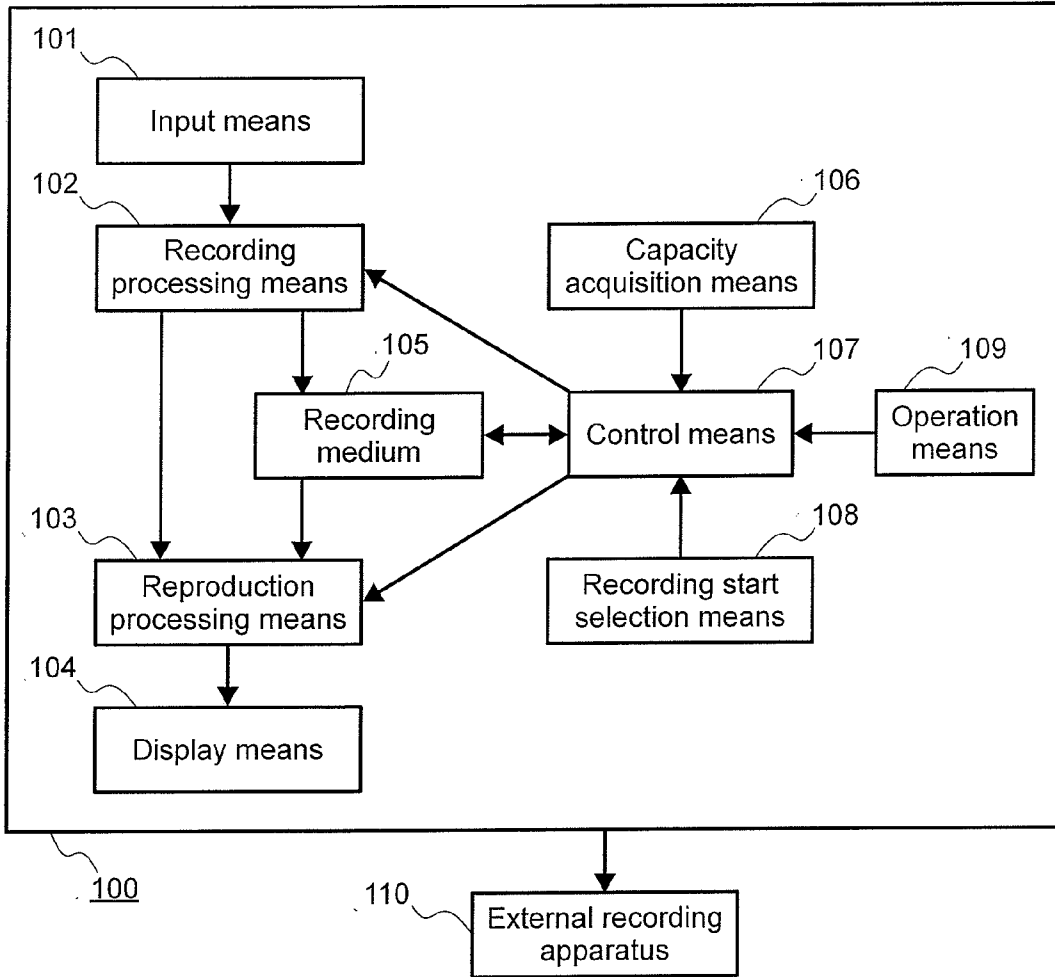 101
Input means
102
Recording
processing means
106
Capacity
acquisition means
105
Recording
medium
107
Control means
109
Operation
means
103
Reproduction
processing means
108
Recording start
selection means
104
Display means
100
110
External recording
apparatus